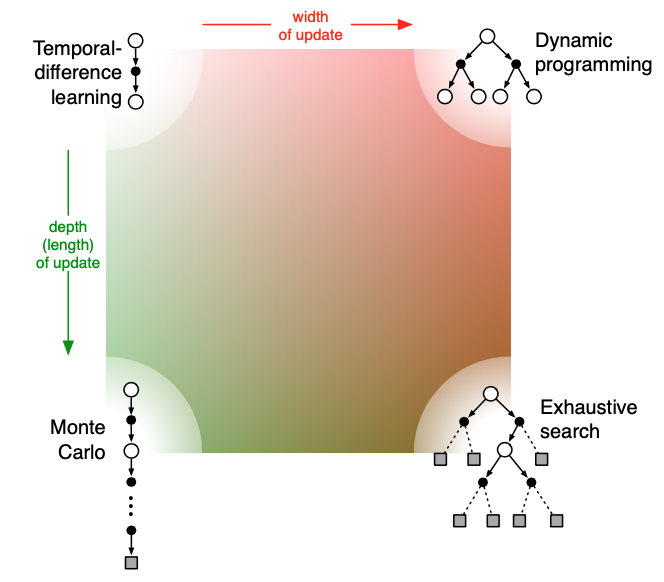 width
of update
Temporal-
difference
learning
Dynamic
programming
depth
(length)
of update
Monte
Carlo
Exhaustive
search